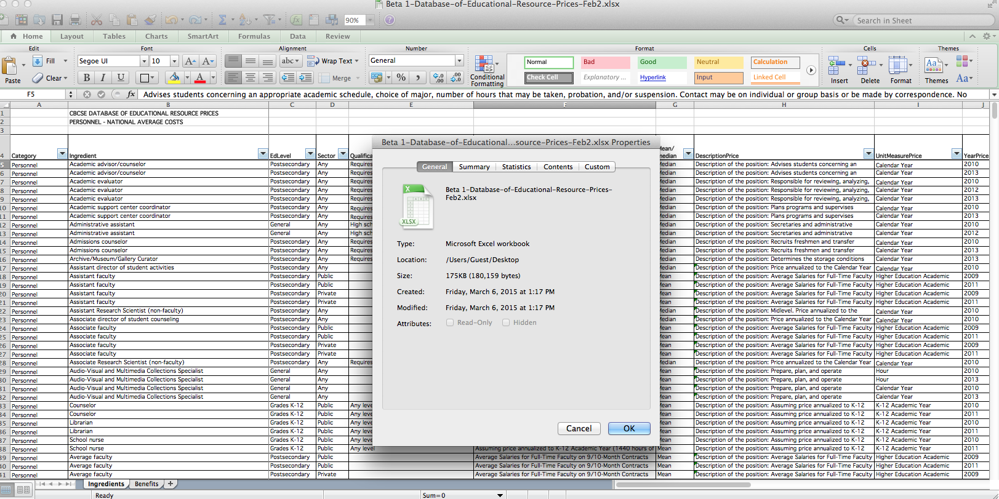 Beta 1-Database-of-Educational-Resource-Prices-Feb2.xlsx
90%
Search in Sheet
Home Layout Tables Charts SmartArt Formulas Data Review
Edit Font Alignment Number Format Cells Themes
Fill Segoe UI 10 abc Wrap Text General Normal Bad Good Neutral Calculation
Paste Clear B I U A Merge % Conditional Formatting Check Cell Explanatory ... Hyperlink Input Linked Cell Insert Delete Format Themes Aa
F5 fx Advises students concerning an appropriate academic schedule, choice of major, number of hours that may be taken, probation, and/or suspension. Contact may be on individual or group basis or be made by correspondence. No
A B C D E F G H I J
1 CBCSE DATABASE OF EDUCATIONAL RESOURCE PRICES
2 PERSONNEL - NATIONAL AVERAGE COSTS
3
4 Category Ingredient EdLevel Sector Qualifica DescriptionPrice UnitMeasurePrice YearPrice
5 Personnel Academic advisor/counselor Postsecondary Any Requires Description of the position: Advises students concerning an Calendar Year 2010
6 Personnel Academic advisor/counselor Postsecondary Any Requires Description of the position: Advises students concerning an Calendar Year 2013
7 Personnel Academic evaluator Postsecondary Any Requires Description of the position: Responsible for reviewing, analyzing, Calendar Year 2010
8 Personnel Academic evaluator Postsecondary Any Requires Description of the position: Responsible for reviewing, analyzing, Calendar Year 2012
9 Personnel Academic evaluator Postsecondary Any Requires Description of the position: Responsible for reviewing, analyzing, Calendar Year 2013
10 Personnel Academic support center coordinator Postsecondary Any Requires Description of the position: Plans programs and supervises Calendar Year 2010
11 Personnel Academic support center coordinator Postsecondary Any Requires Description of the position: Plans programs and supervises Calendar Year 2013
12 Personnel Administrative assistant General Any High sch Description of the position: Secretaries and administrative Calendar Year 2010
13 Personnel Administrative assistant General Any High sch Description of the position: Secretaries and administrative Calendar Year 2012
14 Personnel Admissions counselor Postsecondary Any Requires Description of the position: Recruits freshmen and transfer Calendar Year 2010
15 Personnel Admissions counselor Postsecondary Any Requires Description of the position: Recruits freshmen and transfer Calendar Year 2013
16 Personnel Archive/Museum/Gallery Curator Postsecondary Any Requires Description of the position: Determines the storage conditions Calendar Year 2010
17 Personnel Assistant director of student activities Postsecondary Any Description of the position: Price annualized to the Calendar Year Calendar Year 2010
18 Personnel Assistant faculty Postsecondary Public Description of the position: Average Salaries for Full-Time Faculty Higher Education Academic 2009
19 Personnel Assistant faculty Postsecondary Public Description of the position: Average Salaries for Full-Time Faculty Higher Education Academic 2011
20 Personnel Assistant faculty Postsecondary Private Description of the position: Average Salaries for Full-Time Faculty Higher Education Academic 2009
21 Personnel Assistant faculty Postsecondary Private Description of the position: Average Salaries for Full-Time Faculty Higher Education Academic 2011
22 Personnel Assistant Research Scientist (non-faculty) Postsecondary Any Description of the position: Midlevel. Price annualized to the Calendar Year 2010
23 Personnel Associate director of student counseling Postsecondary Any Description of the position: Price annualized to the Calendar Year Calendar Year 2010
24 Personnel Associate faculty Postsecondary Public Description of the position: Average Salaries for Full-Time Faculty Higher Education Academic 2009
25 Personnel Associate faculty Postsecondary Public Description of the position: Average Salaries for Full-Time Faculty Higher Education Academic 2011
26 Personnel Associate faculty Postsecondary Private Description of the position: Average Salaries for Full-Time Faculty Higher Education Academic 2009
27 Personnel Associate faculty Postsecondary Private Description of the position: Average Salaries for Full-Time Faculty Higher Education Academic 2011
28 Personnel Associate Research Scientist (non-faculty) Postsecondary Any Requires Description of the position: Price annualized to the Calendar Year Calendar Year 2010
29 Personnel Audio-Visual and Multimedia Collections Specialist General Any Description of the position: Prepare, plan, and operate Hour 2010
30 Personnel Audio-Visual and Multimedia Collections Specialist General Any Description of the position: Prepare, plan, and operate Hour 2013
31 Personnel Audio-Visual and Multimedia Collections Specialist General Any Description of the position: Prepare, plan, and operate Calendar Year 2010
32 Personnel Audio-Visual and Multimedia Collections Specialist General Any Description of the position: Prepare, plan, and operate Calendar Year 2013
33 Personnel Counselor Grades K-12 Public Any leve Description of the position: Assuming price annualized to K-12 K-12 Academic Year 2010
34 Personnel Counselor Grades K-12 Public Any leve Description of the position: Assuming price annualized to K-12 K-12 Academic Year 2011
35 Personnel Librarian Grades K-12 Public Any leve Description of the position: Assuming price annualized to K-12 K-12 Academic Year 2010
36 Personnel Librarian Grades K-12 Public Any leve Description of the position: Assuming price annualized to K-12 K-12 Academic Year 2011
37 Personnel School nurse Grades K-12 Public Any leve Description of the position: Assuming price annualized to K-12 K-12 Academic Year 2010
38 Personnel School nurse Grades K-12 Public Any level Assuming price annualized to K-12 Academic Year (1440 hours of Mean Description of the position: Assuming price annualized to K-12 K-12 Academic Year 2011
39 Personnel Average faculty Postsecondary Public Average Salaries for Full-Time Faculty on 9/10-Month Contracts Mean Description of the position: Average Salaries for Full-Time Faculty Higher Education Academic 2009
40 Personnel Average faculty Postsecondary Public Average Salaries for Full-Time Faculty on 9/10-Month Contracts Mean Description of the position: Average Salaries for Full-Time Faculty Higher Education Academic 2011
41 Personnel Average faculty Postsecondary Private Average Salaries for Full-Time Faculty on 9/10-Month Contracts Mean Description of the position: Average Salaries for Full-Time Faculty Higher Education Academic 2009
Beta 1-Database-of-Educational...source-Prices-Feb2.xlsx Properties
General Summary Statistics Contents Custom
XLSX
Beta 1-Database-of-Educational-Resource-Prices-
Feb2.xlsx
Type: Microsoft Excel workbook
Location: /Users/Guest/Desktop
Size: 175KB (180,159 bytes)
Created: Friday, March 6, 2015 at 1:17 PM
Modified: Friday, March 6, 2015 at 1:17 PM
Attributes: Read-Only Hidden
Cancel OK
Ingredients Benefits +
Ready Sum=0